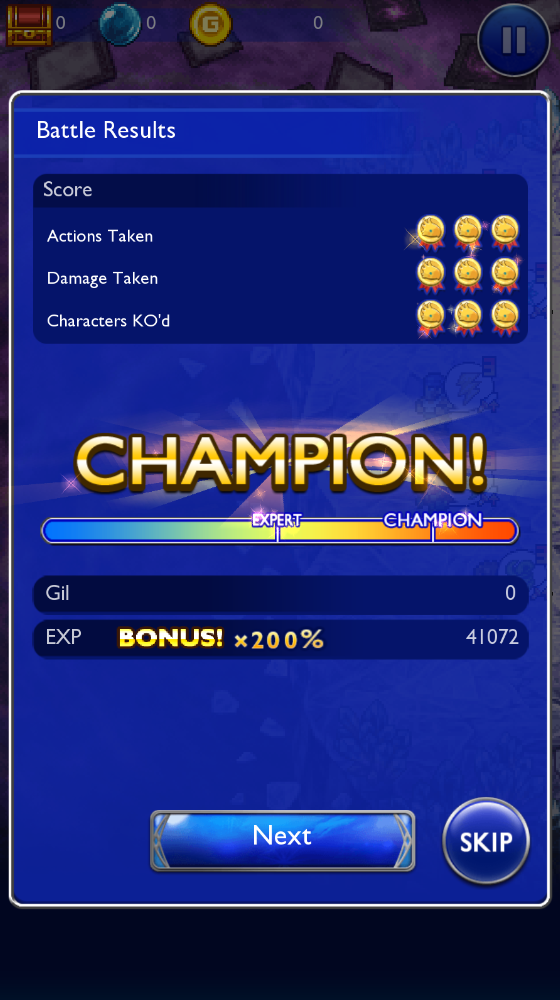 0 0 G 0
Battle Results
Score
Actions Taken
Damage Taken
Characters KO'd
CHAMPION!
EXPERT CHAMPION
Gil 0
EXP BONUS! ×200% 41072
Next
SKIP